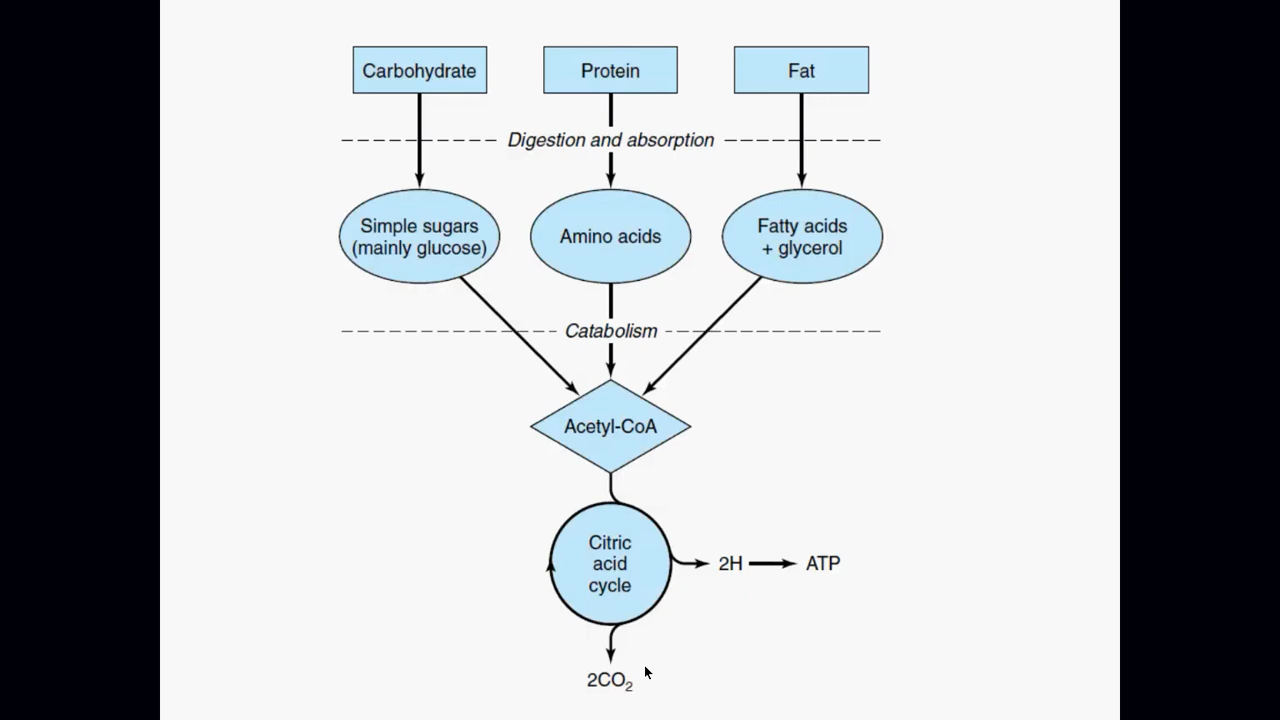 Carbohydrate
Protein
Fat
Digestion and absorption
Simple sugars
(mainly glucose)
Amino acids
Fatty acids
+ glycerol
Catabolism
Acetyl-CoA
Citric
acid
cycle
2H
ATP
2CO₂